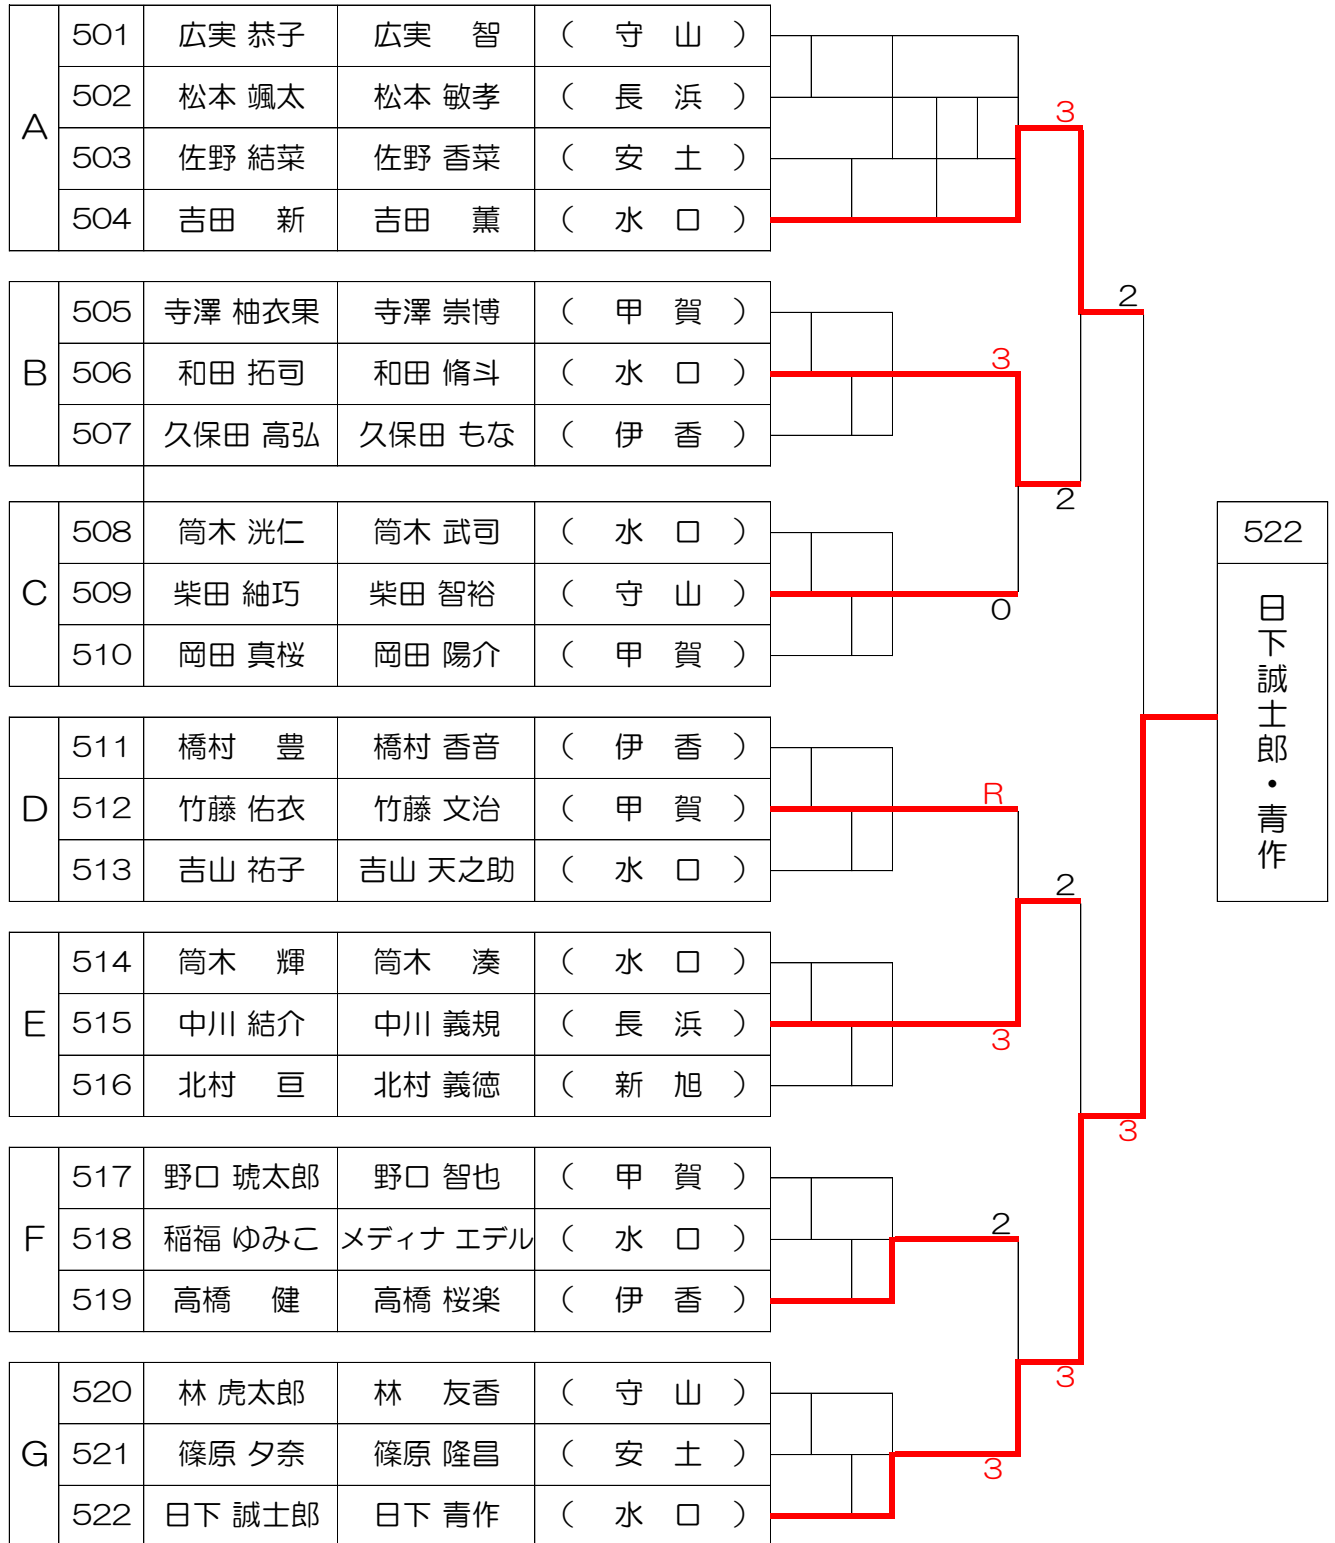 A
501 広実 恭子 広実 智 （ 守 山 ）
502 松本 颯太 松本 敏孝 （ 長 浜 ）
503 佐野 結菜 佐野 香菜 （ 安 土 ）
504 吉田 新 吉田 薫 （ 水 口 ）
3
B
505 寺澤 柚衣果 寺澤 崇博 （ 甲 賀 ）
506 和田 拓司 和田 脩斗 （ 水 口 ）
507 久保田 高弘 久保田 もな （ 伊 香 ）
2
3
C
508 筒木 洸仁 筒木 武司 （ 水 口 ）
509 柴田 紬巧 柴田 智裕 （ 守 山 ）
510 岡田 真桜 岡田 陽介 （ 甲 賀 ）
2
0
D
511 橋村 豊 橋村 香音 （ 伊 香 ）
512 竹藤 佑衣 竹藤 文治 （ 甲 賀 ）
513 吉山 祐子 吉山 天之助 （ 水 口 ）
R
2
E
514 筒木 輝 筒木 湊 （ 水 口 ）
515 中川 結介 中川 義規 （ 長 浜 ）
516 北村 亘 北村 義徳 （ 新 旭 ）
3
3
F
517 野口 琥太郎 野口 智也 （ 甲 賀 ）
518 稲福 ゆみこ メディナ エデル （ 水 口 ）
519 高橋 健 高橋 桜楽 （ 伊 香 ）
2
3
G
520 林 虎太郎 林 友香 （ 守 山 ）
521 篠原 夕奈 篠原 隆昌 （ 安 土 ）
522 日下 誠士郎 日下 青作 （ 水 口 ）
3
522
日下誠士郎・青作